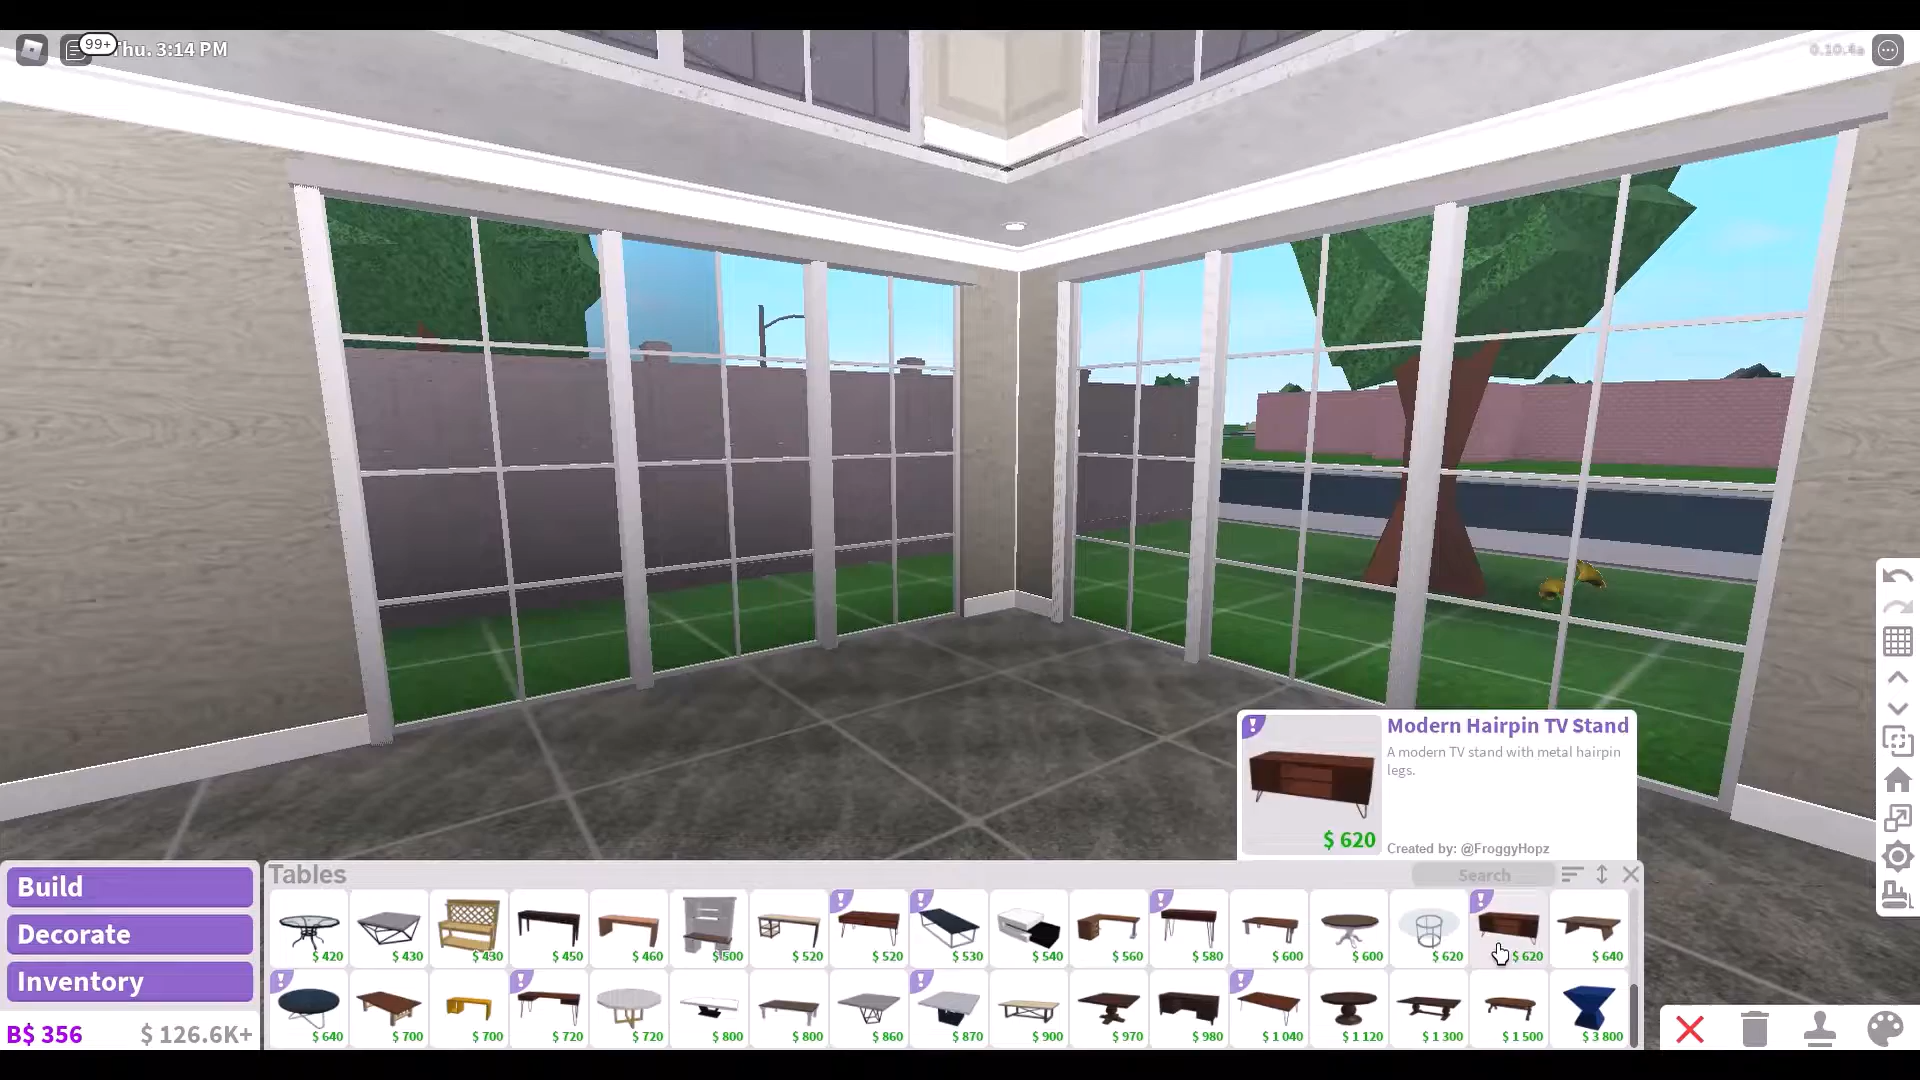 99+
Thu. 3:14 PM
0.10.4a
Modern Hairpin TV Stand
A modern TV stand with metal hairpin
legs.
$ 620
Created by: @FroggyHopz
Build
Decorate
Inventory
B$ 356 $ 126.6K+
Tables
Search
$ 420 $ 430 $ 430 $ 450 $ 460 $ 500 $ 520 $ 520 $ 530 $ 540 $ 560 $ 580 $ 600 $ 600 $ 620 $ 620 $ 640
$ 640 $ 700 $ 700 $ 720 $ 720 $ 800 $ 800 $ 860 $ 870 $ 900 $ 970 $ 980 $ 1 040 $ 1 120 $ 1 300 $ 1 500 $ 3 800